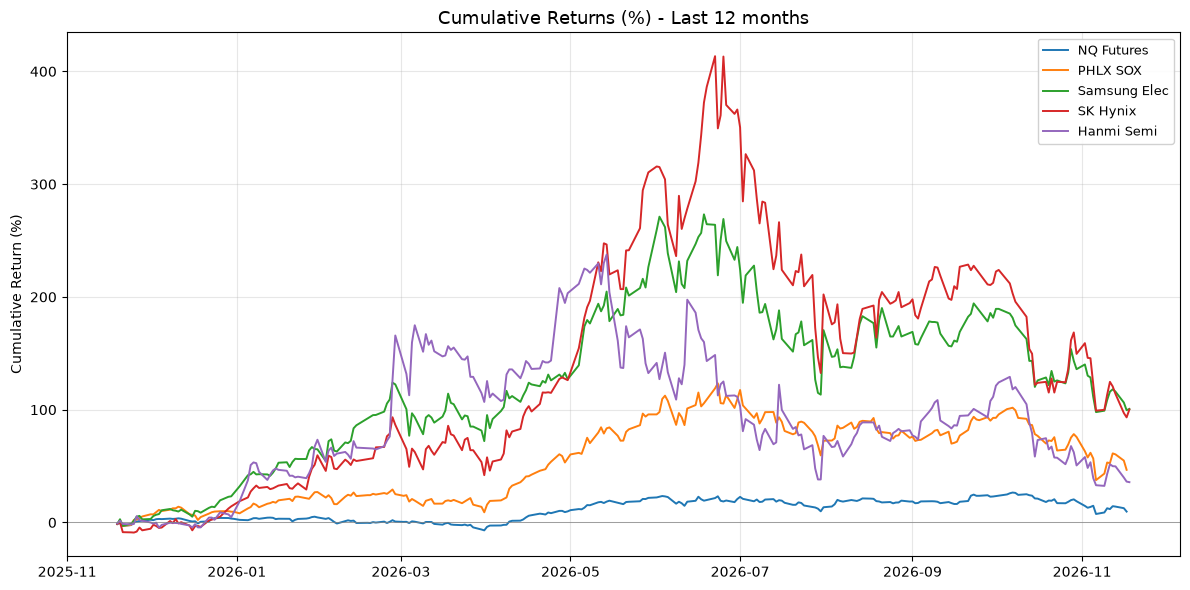 Cumulative Returns (%) - Last 12 months
Cumulative Return (%)
400
300
200
100
0
NQ Futures
PHLX SOX
Samsung Elec
SK Hynix
Hanmi Semi
2025-11
2026-01
2026-03
2026-05
2026-07
2026-09
2026-11